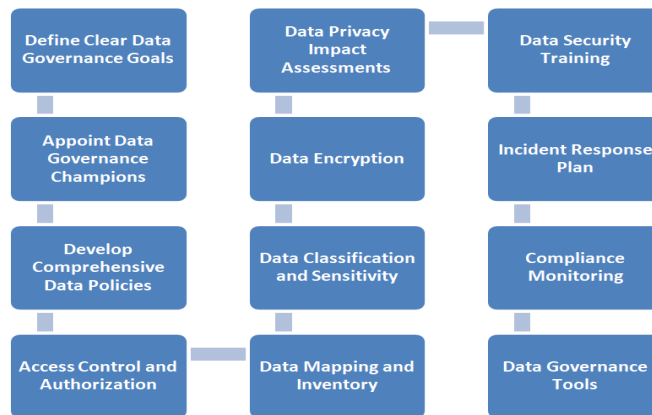 Define Clear Data
Governance Goals
Appoint Data
Governance
Champions
Develop
Comprehensive
Data Policies
Access Control and
Authorization
Data Mapping and
Inventory
Data Classification
and Sensitivity
Data Encryption
Data Privacy
Impact
Assessments
Data Security
Training
Incident Response
Plan
Compliance
Monitoring
Data Governance
Tools